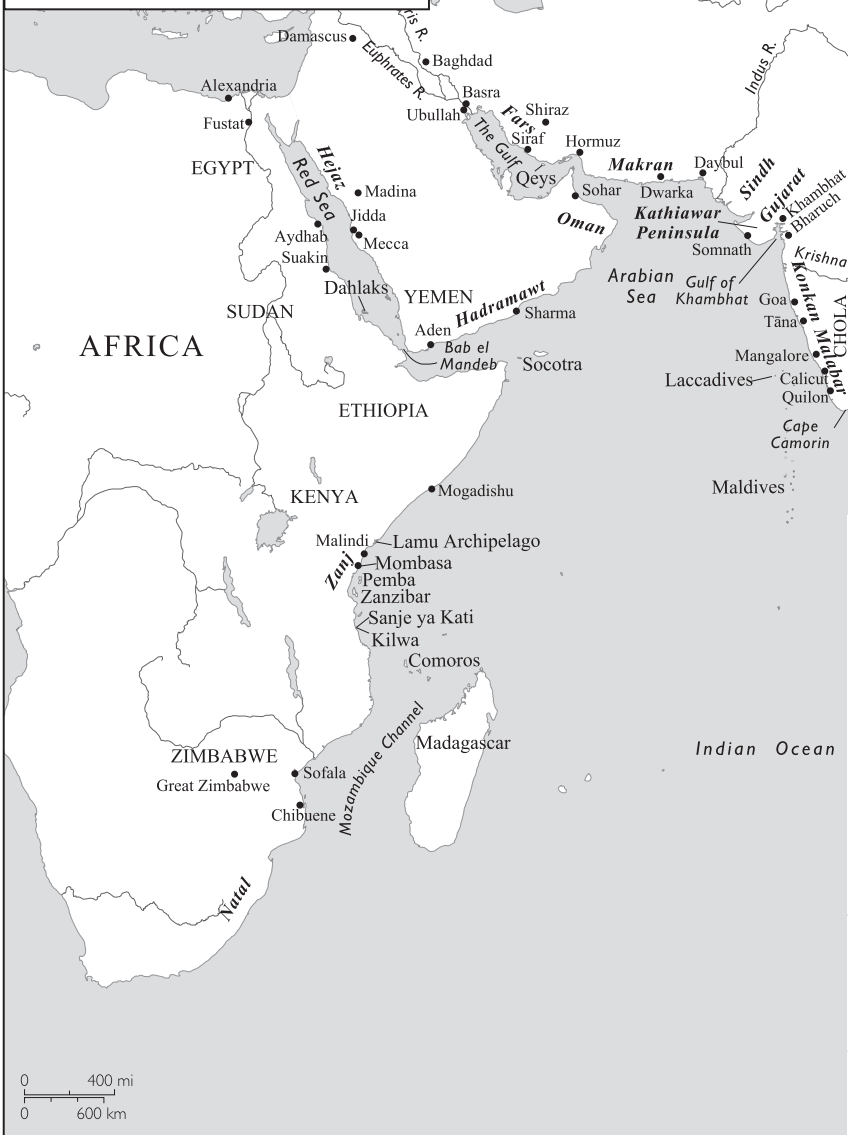 ris R.
Damascus
Euphrates R.
Baghdad
Indus R.
Alexandria
Basra
Fustat
Ubullah
Fars
Shiraz
The Gulf
Siraf
Hormuz
EGYPT
Red Sea
Hejaz
Qeys
Makran
Daybul
Sindh
Gujarat
Khambhat
Bharuch
Madina
Sohar
Dwarka
Jidda
Oman
Kathiawar
Peninsula
Aydhab
Mecca
Somnath
Krishna
Suakin
Dahlaks
YEMEN
Hadramawt
Arabian
Sea
Gulf of
Khambhat
Konkan
Goa
SUDAN
Sharma
Tāna
CHOLA
AFRICA
Aden
Malabar
Bab el
Mandeb
Socotra
Mangalore
Laccadives
Calicut
Quilon
ETHIOPIA
Cape
Camorin
KENYA
Mogadishu
Maldives
Malindi
Lamu Archipelago
Zanj
Mombasa
Pemba
Zanzibar
Sanje ya Kati
Kilwa
Comoros
Mozambique Channel
Madagascar
Indian Ocean
ZIMBABWE
Sofala
Great Zimbabwe
Chibuene
Natal
0 400 mi
0 600 km